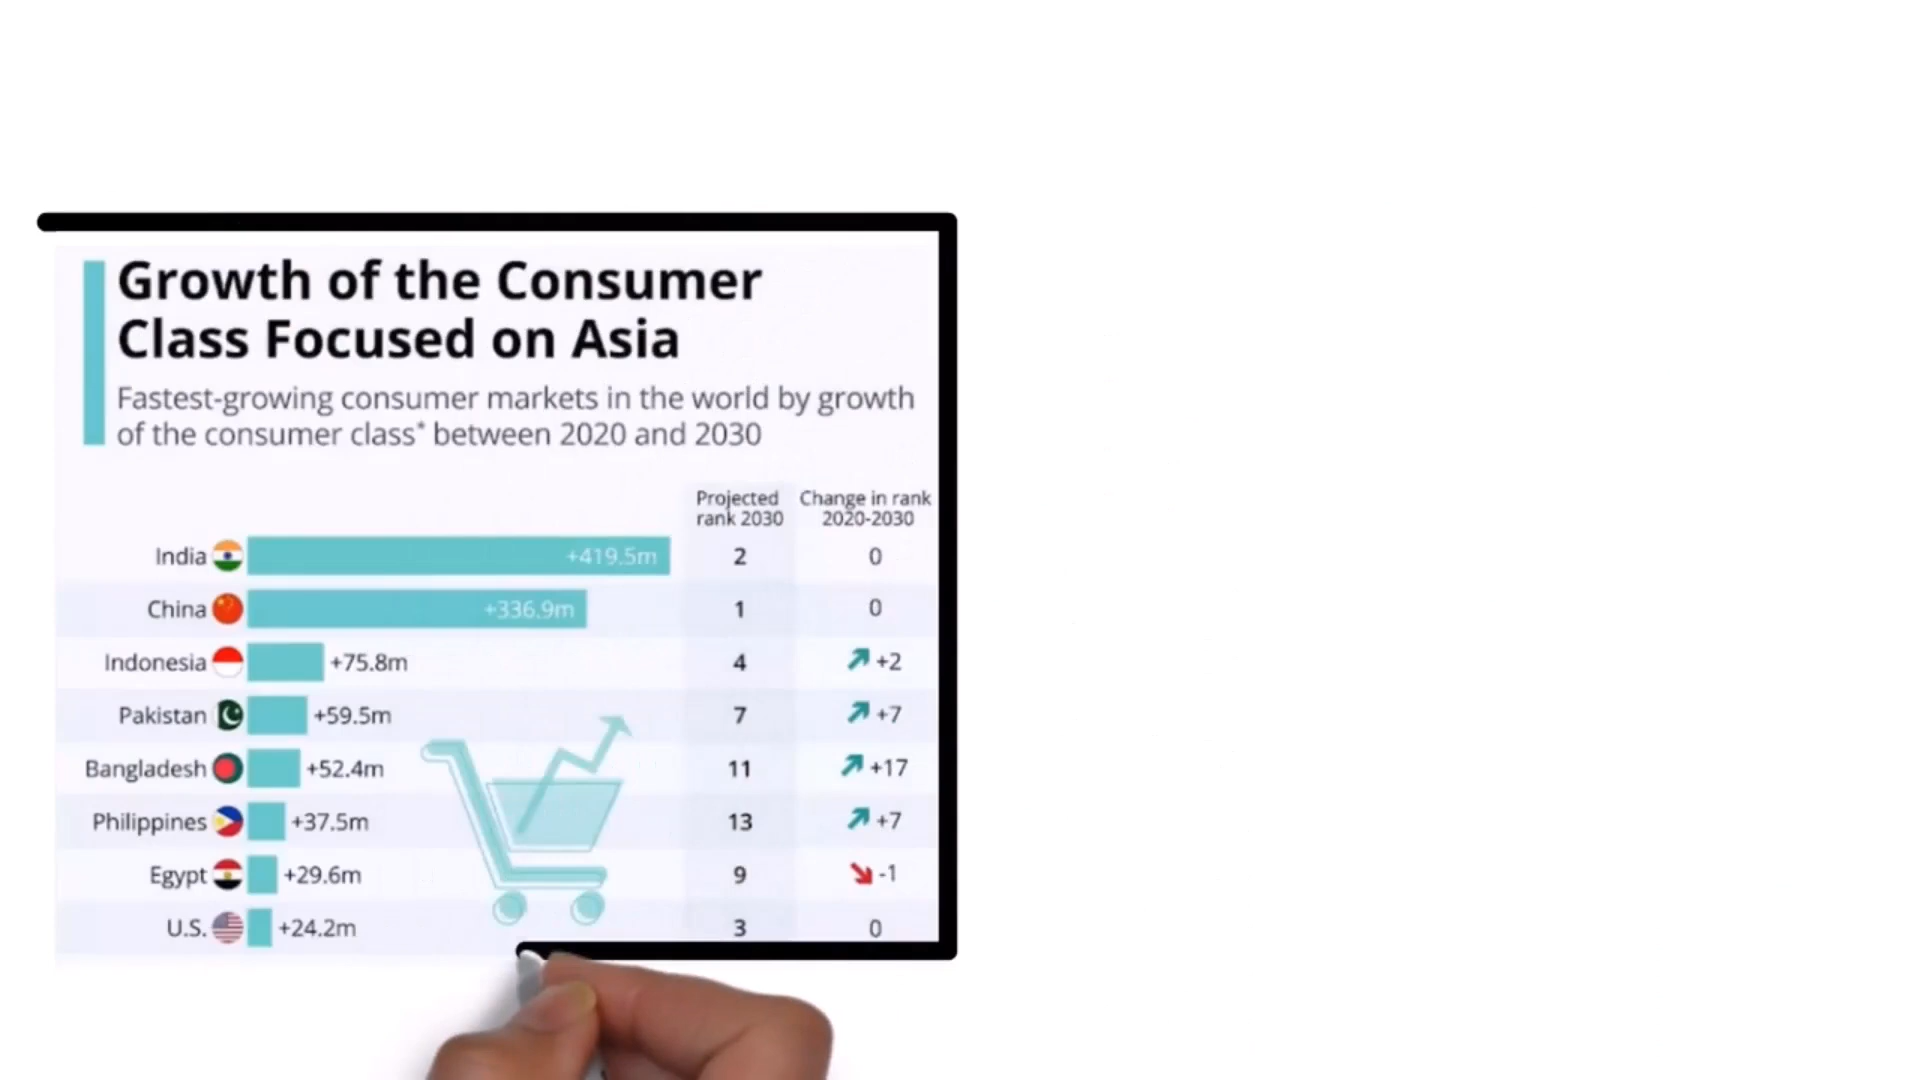 Growth of the Consumer
Class Focused on Asia
Fastest-growing consumer markets in the world by growth
of the consumer class* between 2020 and 2030
Projected rank 2030
Change in rank 2020-2030
India +419.5m 2 0
China +336.9m 1 0
Indonesia +75.8m 4 +2
Pakistan +59.5m 7 +7
Bangladesh +52.4m 11 +17
Philippines +37.5m 13 +7
Egypt +29.6m 9 -1
U.S. +24.2m 3 0